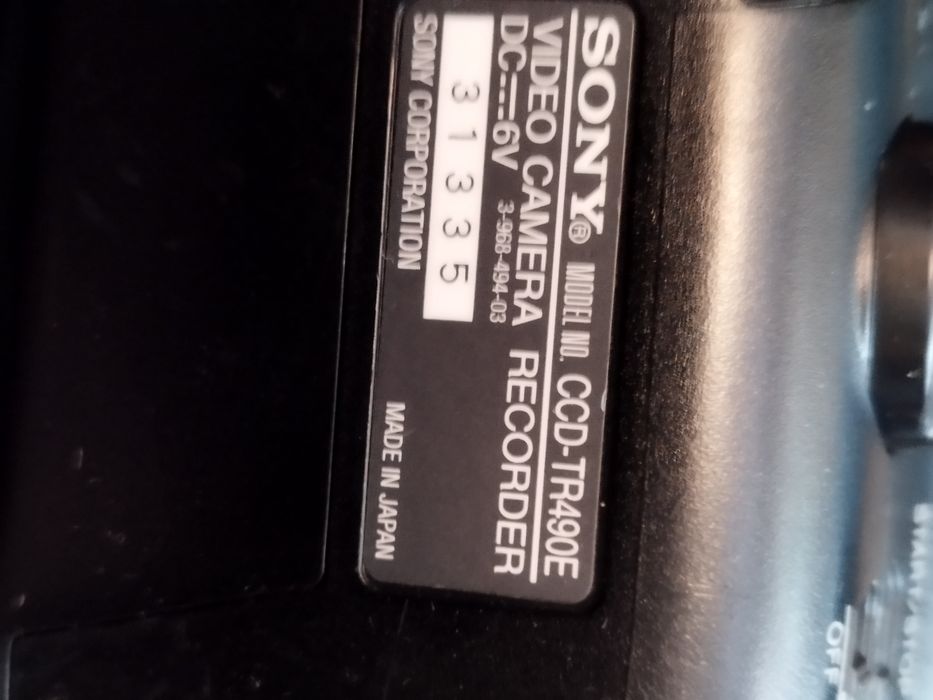 SONY® MODEL NO. CCD-TR490E
VIDEO CAMERA RECORDER
DC⎓6V 3-968-494-03
31335
SONY CORPORATION MADE IN JAPAN
OFF